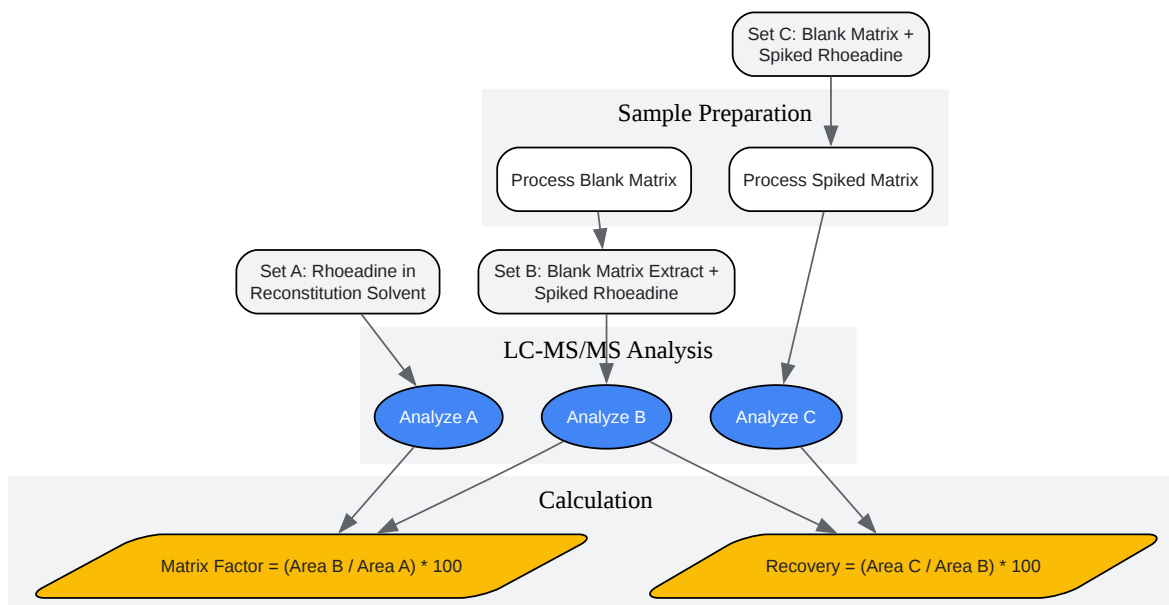 Set C: Blank Matrix +
Spiked Rhoeadine
Sample Preparation
Process Blank Matrix
Process Spiked Matrix
Set A: Rhoeadine in
Reconstitution Solvent
Set B: Blank Matrix Extract +
Spiked Rhoeadine
LC-MS/MS Analysis
Analyze A
Analyze B
Analyze C
Calculation
Matrix Factor = (Area B / Area A) * 100
Recovery = (Area C / Area B) * 100